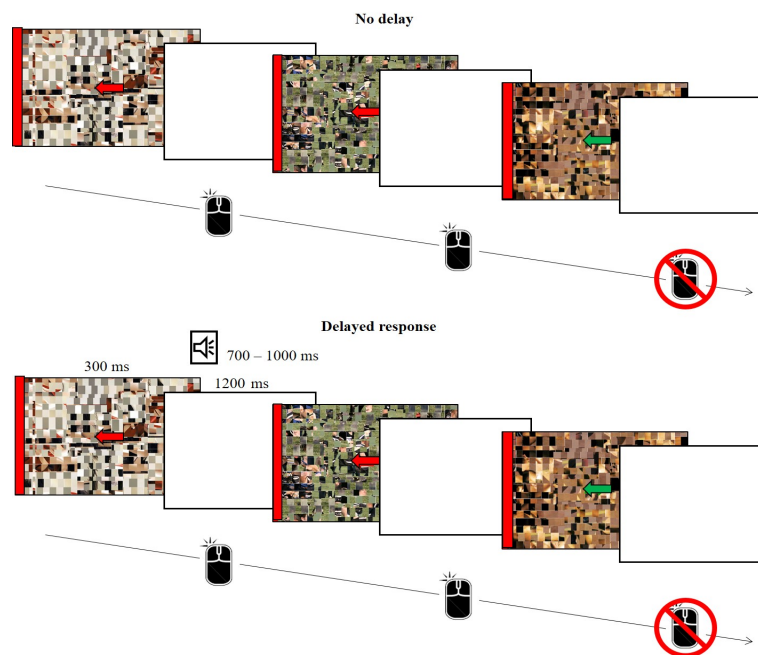 No delay
Delayed response
300 ms
700 – 1000 ms
1200 ms